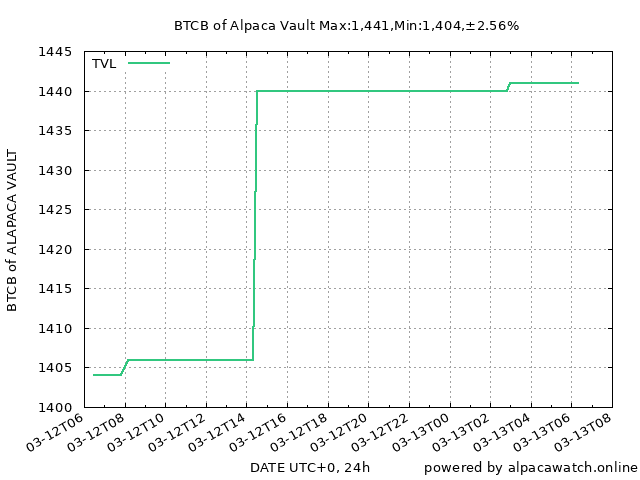 BTCB of Alpaca Vault Max:1,441,Min:1,404,±2.56%
TVL
1445
1440
1435
1430
1425
1420
1415
1410
1405
1400
BTCB of ALAPACA VAULT
03-12T06
03-12T08
03-12T10
03-12T12
03-12T14
03-12T16
03-12T18
03-12T20
03-12T22
03-13T00
03-13T02
03-13T04
03-13T06
03-13T08
DATE UTC+0, 24h
powered by alpacawatch.online